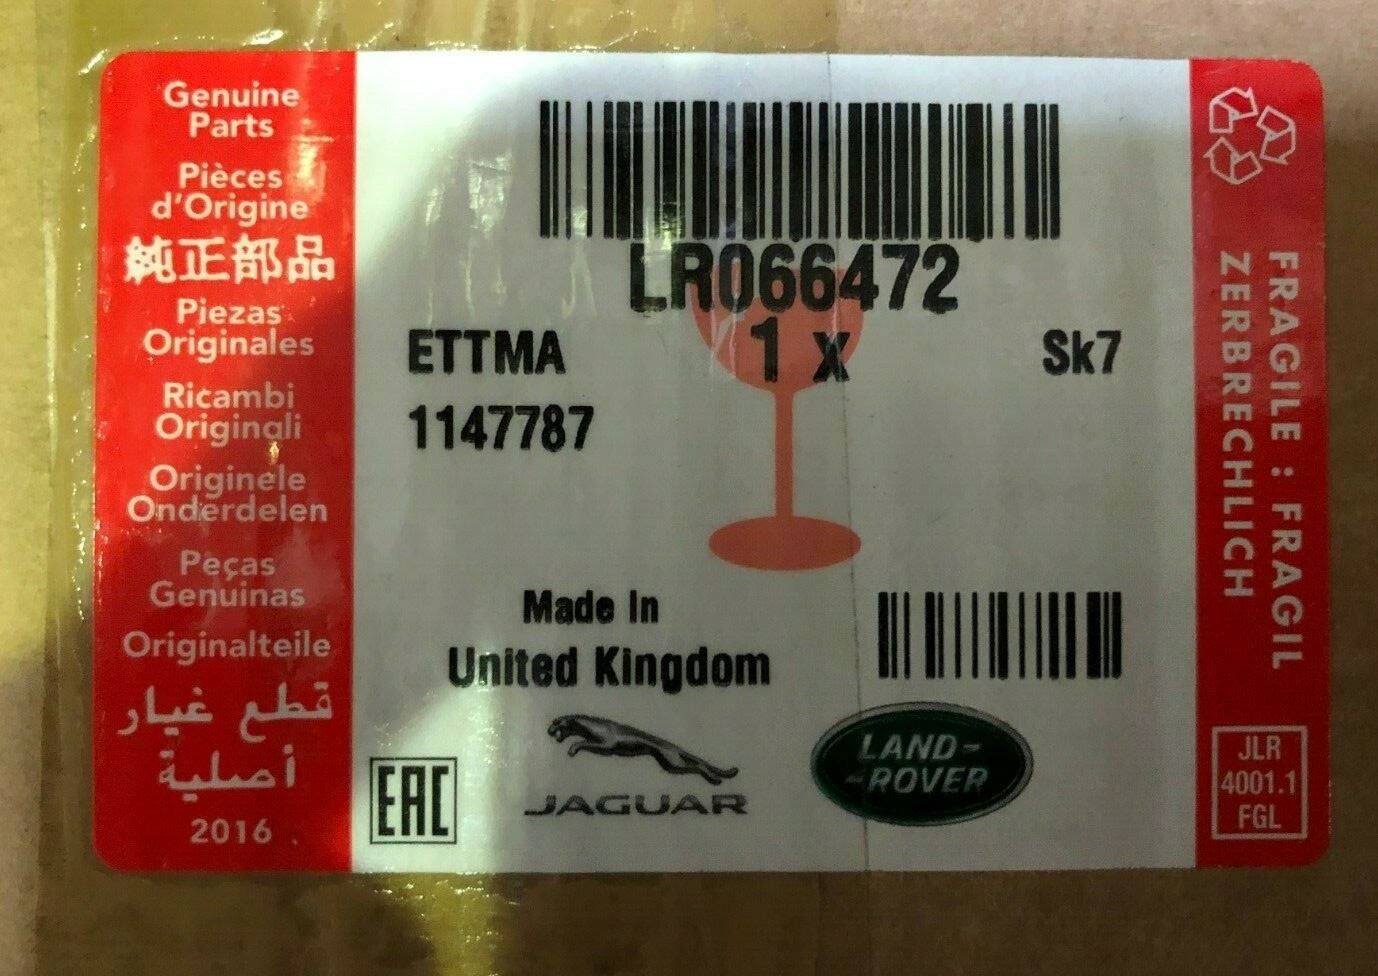 Genuine
Parts
Pièces
d'Origine
純正部品
Piezas
Originales
Ricambi
Originali
Originele
Onderdelen
Peças
Genuinas
Originalteile
قطع غيار
أصلية
2016
LR066472
ETTMA
1 x
Sk7
1147787
Made In
United Kingdom
EAC
JAGUAR
LAND-
-ROVER
FRAGILE : FRAGIL
ZERBRECHLICH
JLR
4001.1
FGL